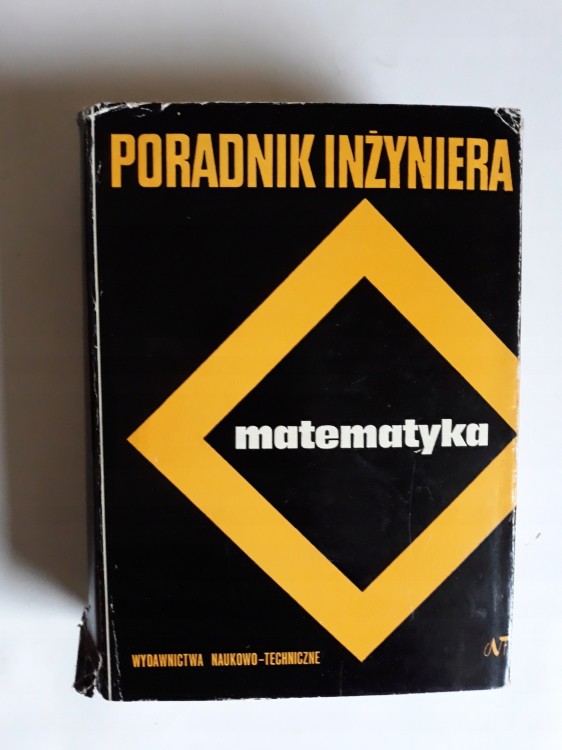 PORADNIK INŻYNIERA
matematyka
WYDAWNICTWA NAUKOWO-TECHNICZNE